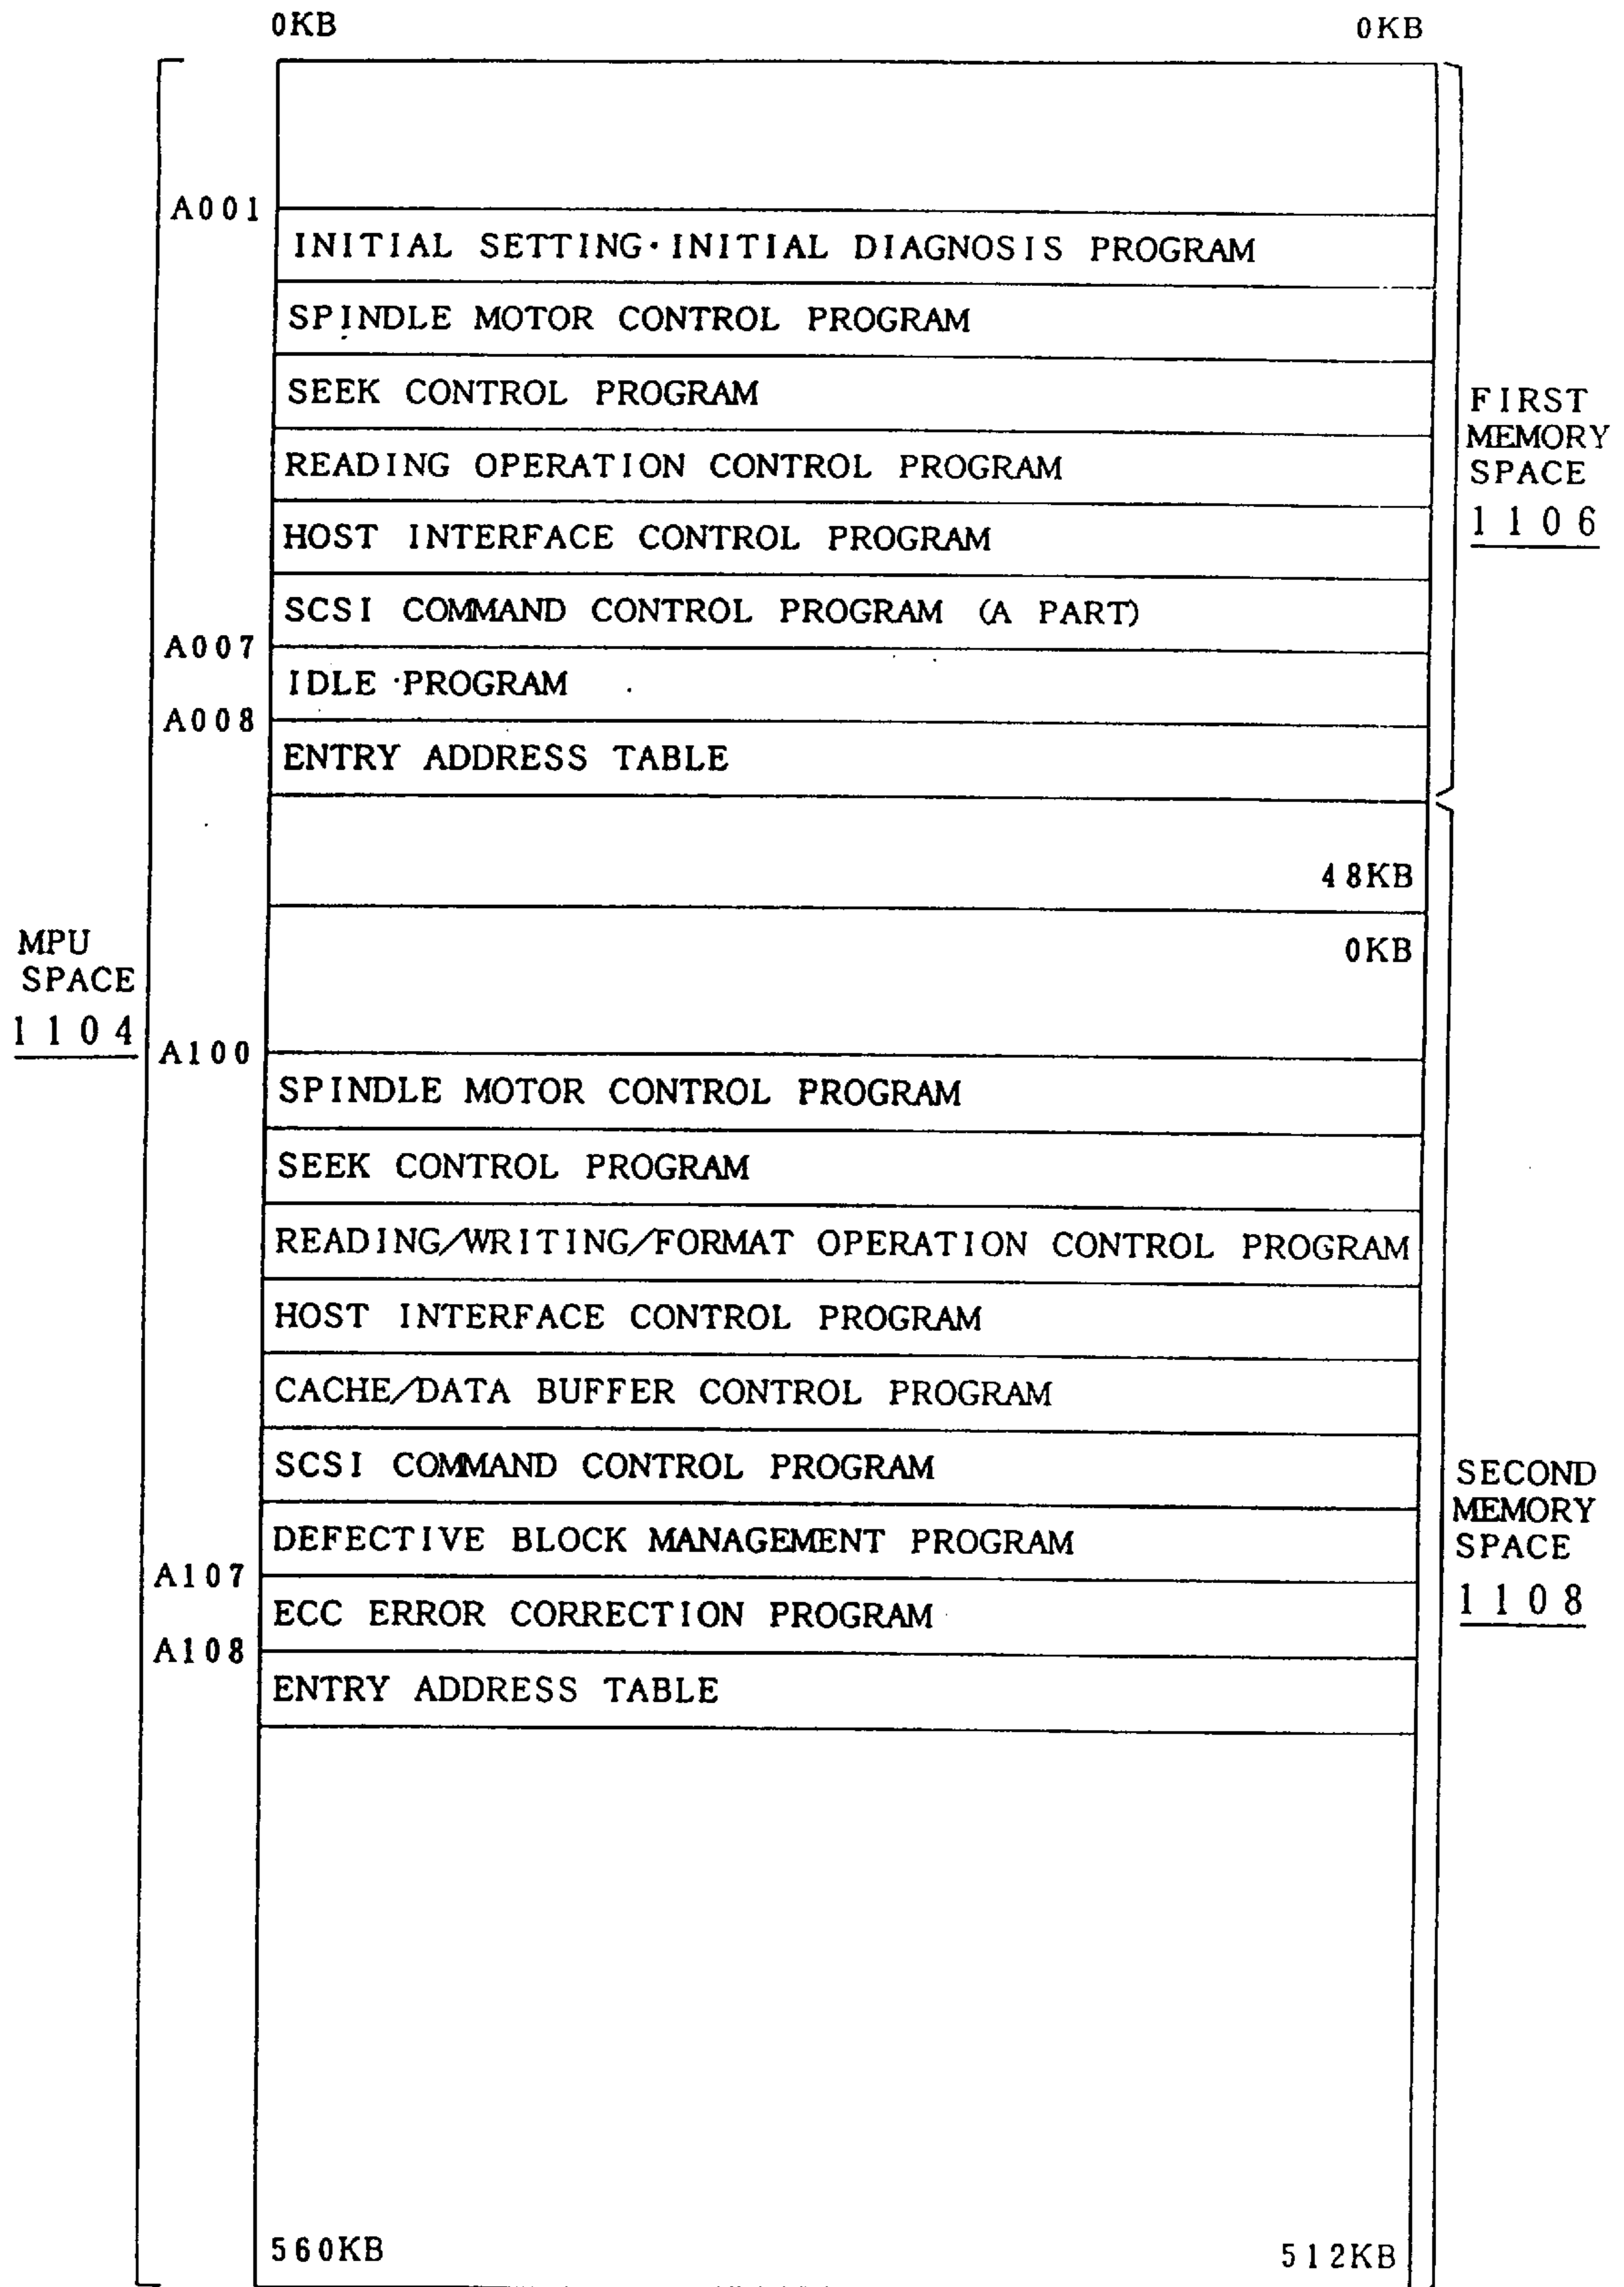 0KB 0KB
A001
INITIAL SETTING·INITIAL DIAGNOSIS PROGRAM
SPINDLE MOTOR CONTROL PROGRAM
SEEK CONTROL PROGRAM
READING OPERATION CONTROL PROGRAM
HOST INTERFACE CONTROL PROGRAM
SCSI COMMAND CONTROL PROGRAM (A PART)
A007
IDLE PROGRAM
A008
ENTRY ADDRESS TABLE
FIRST
MEMORY
SPACE
1106
48KB
0KB
MPU
SPACE
1104
A100
SPINDLE MOTOR CONTROL PROGRAM
SEEK CONTROL PROGRAM
READING/WRITING/FORMAT OPERATION CONTROL PROGRAM
HOST INTERFACE CONTROL PROGRAM
CACHE/DATA BUFFER CONTROL PROGRAM
SCSI COMMAND CONTROL PROGRAM
DEFECTIVE BLOCK MANAGEMENT PROGRAM
A107
ECC ERROR CORRECTION PROGRAM
A108
ENTRY ADDRESS TABLE
SECOND
MEMORY
SPACE
1108
560KB 512KB